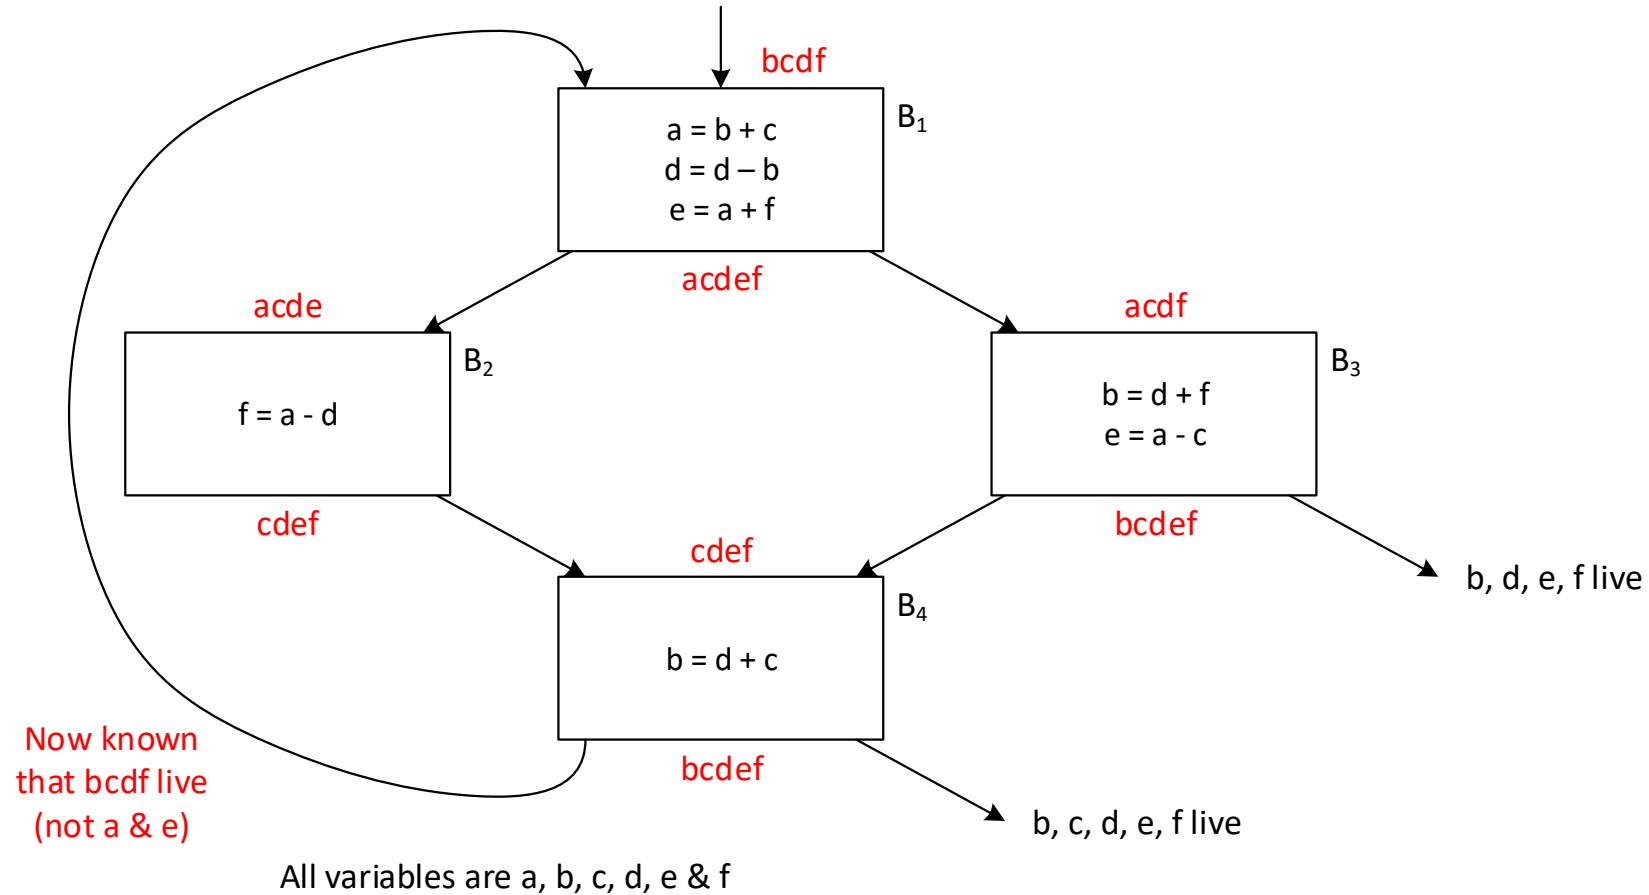 bcdf
B₁
a = b + c
d = d – b
e = a + f
acdef
acde
acdf
B₂
B₃
f = a - d
b = d + f
e = a - c
cdef
bcdef
cdef
b, d, e, f live
B₄
b = d + c
Now known
that bcdf live
(not a & e)
bcdef
b, c, d, e, f live
All variables are a, b, c, d, e & f